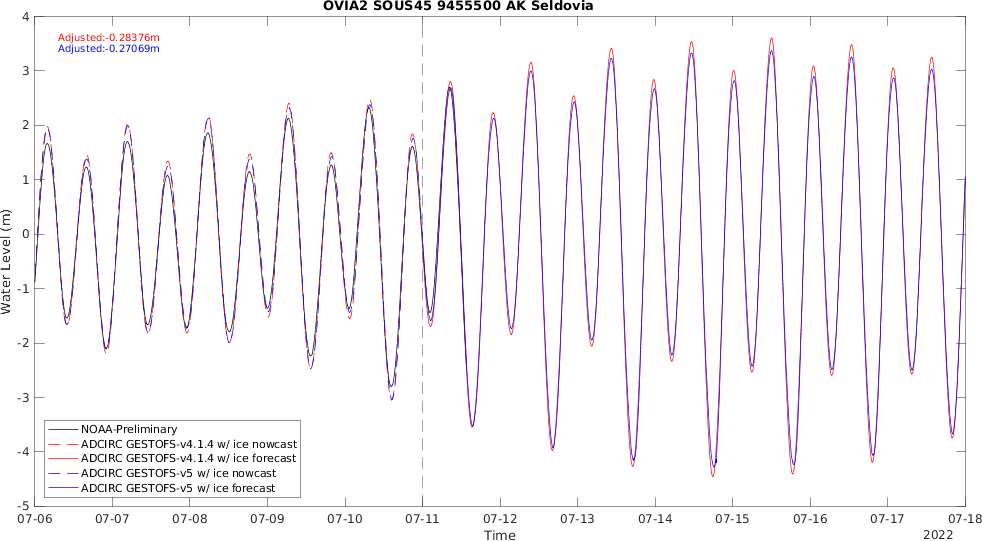 OVIA2 SOUS45 9455500 AK Seldovia
Adjusted:-0.28376m
Adjusted:-0.27069m
4
3
2
1
0
-1
-2
-3
-4
-5
Water Level (m)
NOAA-Preliminary
ADCIRC GESTOFS-v4.1.4 w/ ice nowcast
ADCIRC GESTOFS-v4.1.4 w/ ice forecast
ADCIRC GESTOFS-v5 w/ ice nowcast
ADCIRC GESTOFS-v5 w/ ice forecast
07-06 07-07 07-08 07-09 07-10 07-11 07-12 07-13 07-14 07-15 07-16 07-17 07-18
Time
2022